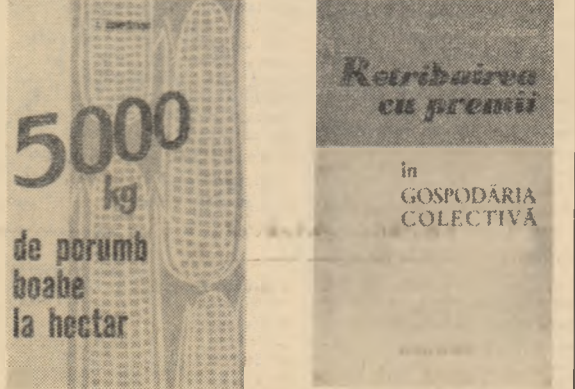 5000
kg
de porumb
boabe
la hectar
Retribuirea
cu premii
în
GOSPODĂRIA
COLECTIVĂ